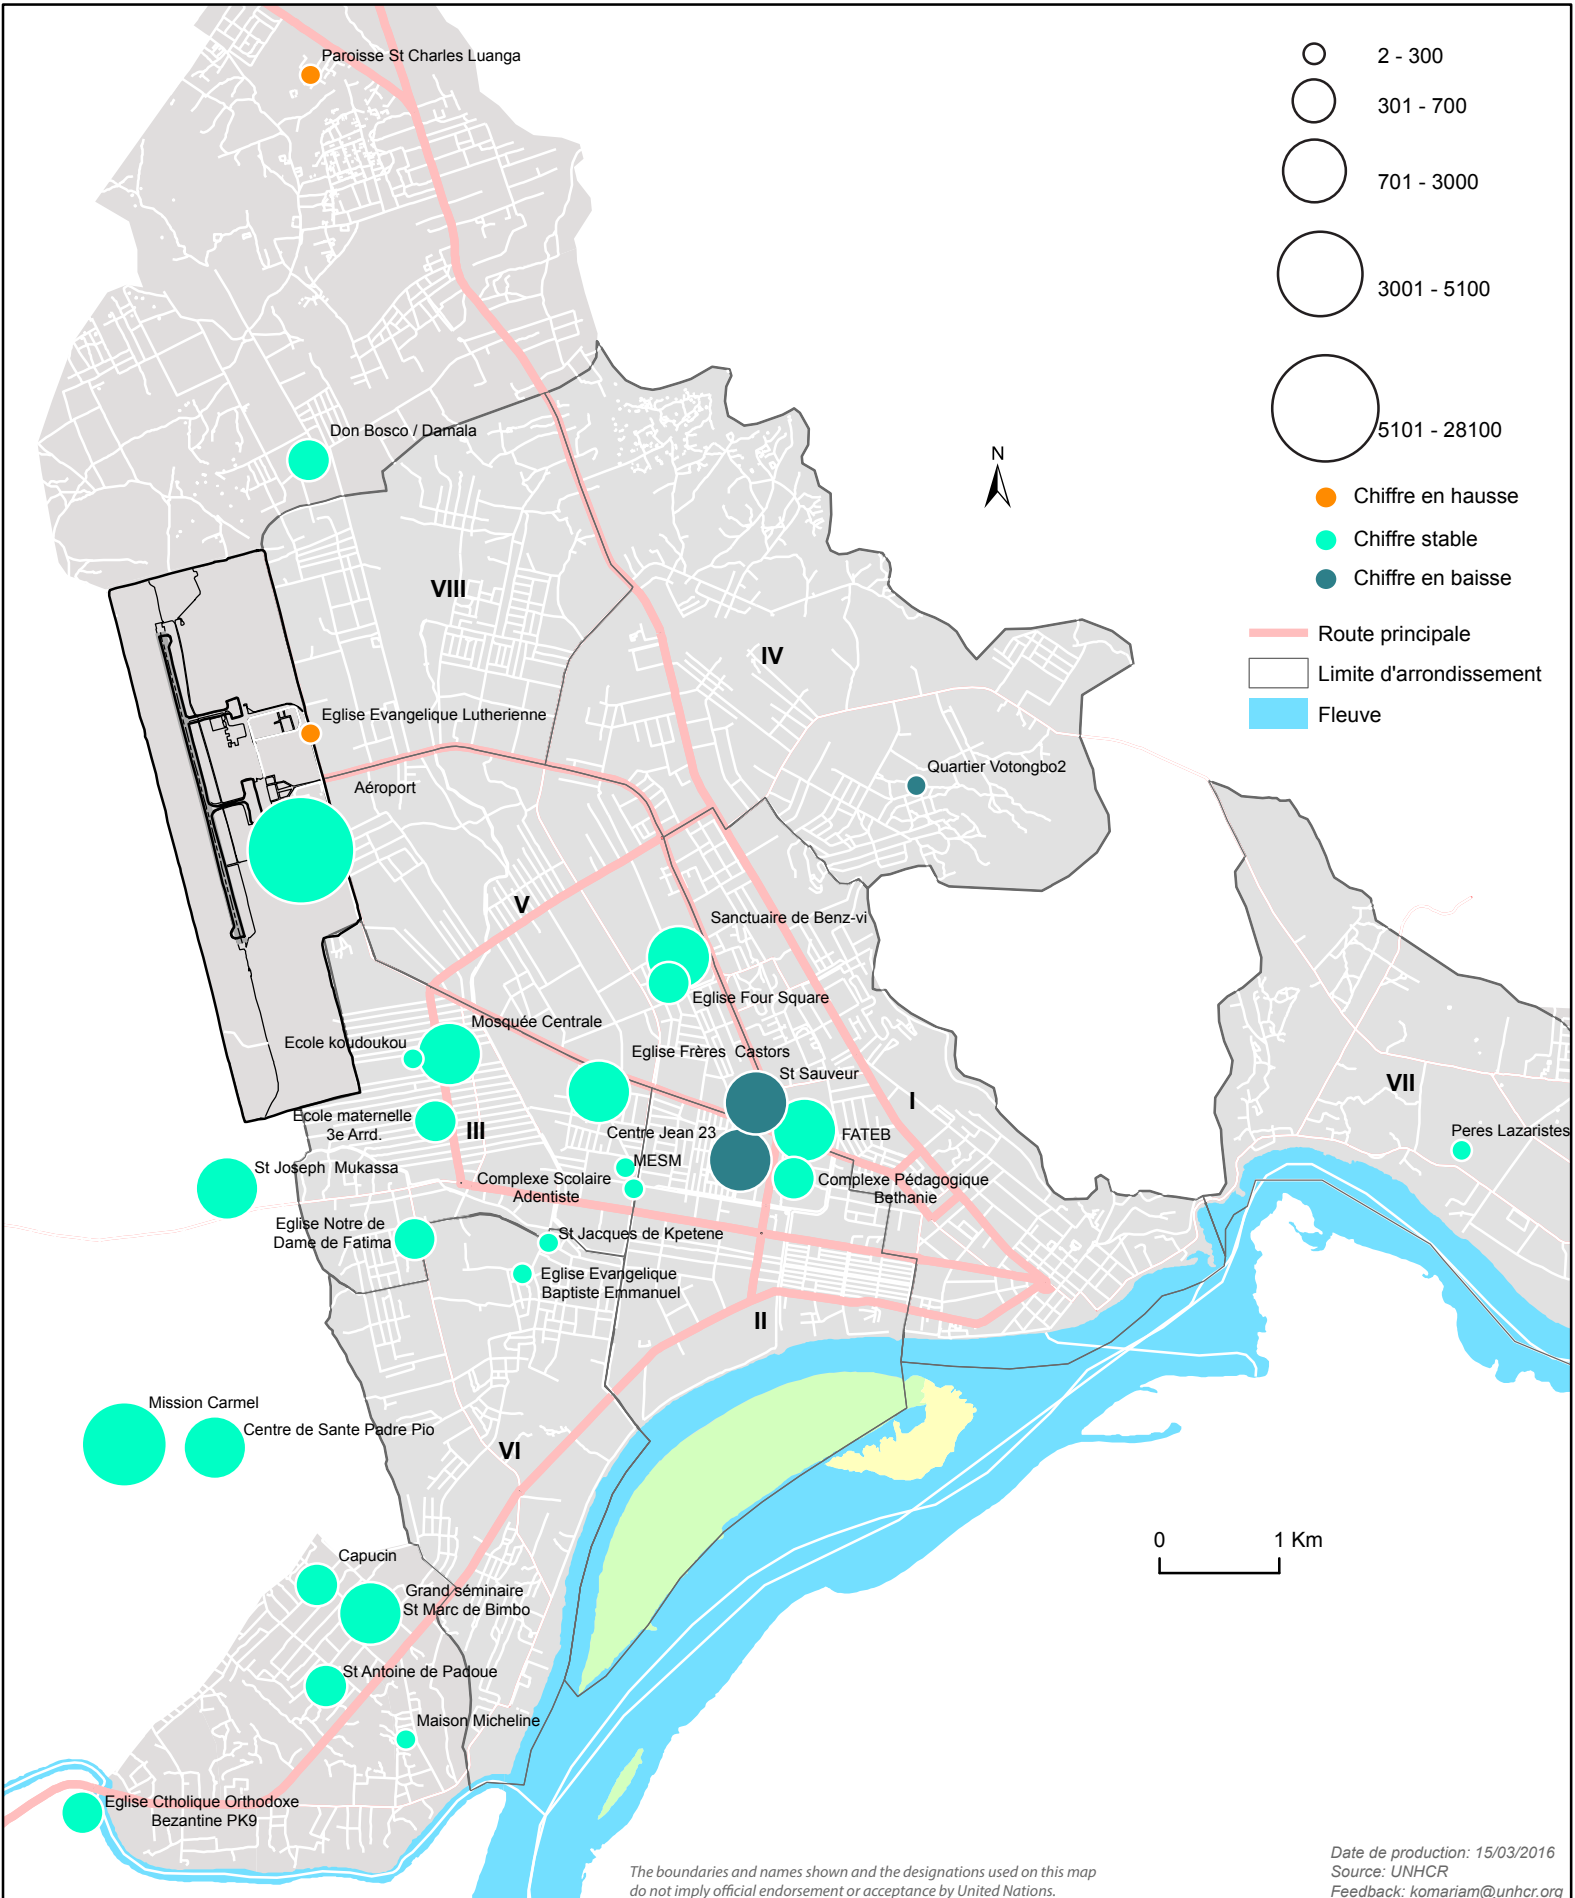 Paroisse St Charles Luanga
2 - 300
301 - 700
701 - 3000
3001 - 5100
5101 - 28100
Don Bosco / Damala
N
Chiffre en hausse
Chiffre stable
Chiffre en baisse
VIII
IV
Route principale
Limite d'arrondissement
Fleuve
Eglise Evangelique Lutherienne
Quartier Votongbo2
Aéroport
V
Sanctuaire de Benz-vi
Eglise Four Square
Mosquée Centrale
Ecole koudoukou
Eglise Frères Castors
St Sauveur
I
VII
Ecole maternelle
3e Arrd.
III
Centre Jean 23
FATEB
Peres Lazaristes
MESM
St Joseph Mukassa
Complexe Scolaire
Adentiste
Complexe Pédagogique
Bethanie
Eglise Notre de
Dame de Fatima
St Jacques de Kpetene
Eglise Evangelique
Baptiste Emmanuel
II
Mission Carmel
Centre de Sante Padre Pio
VI
0 1 Km
Capucin
Grand séminaire
St Marc de Bimbo
St Antoine de Padoue
Maison Micheline
Eglise Ctholique Orthodoxe
Bezantine PK9
The boundaries and names shown and the designations used on this map
do not imply official endorsement or acceptance by United Nations.
Date de production: 15/03/2016
Source: UNHCR
Feedback: komariam@unhcr.org